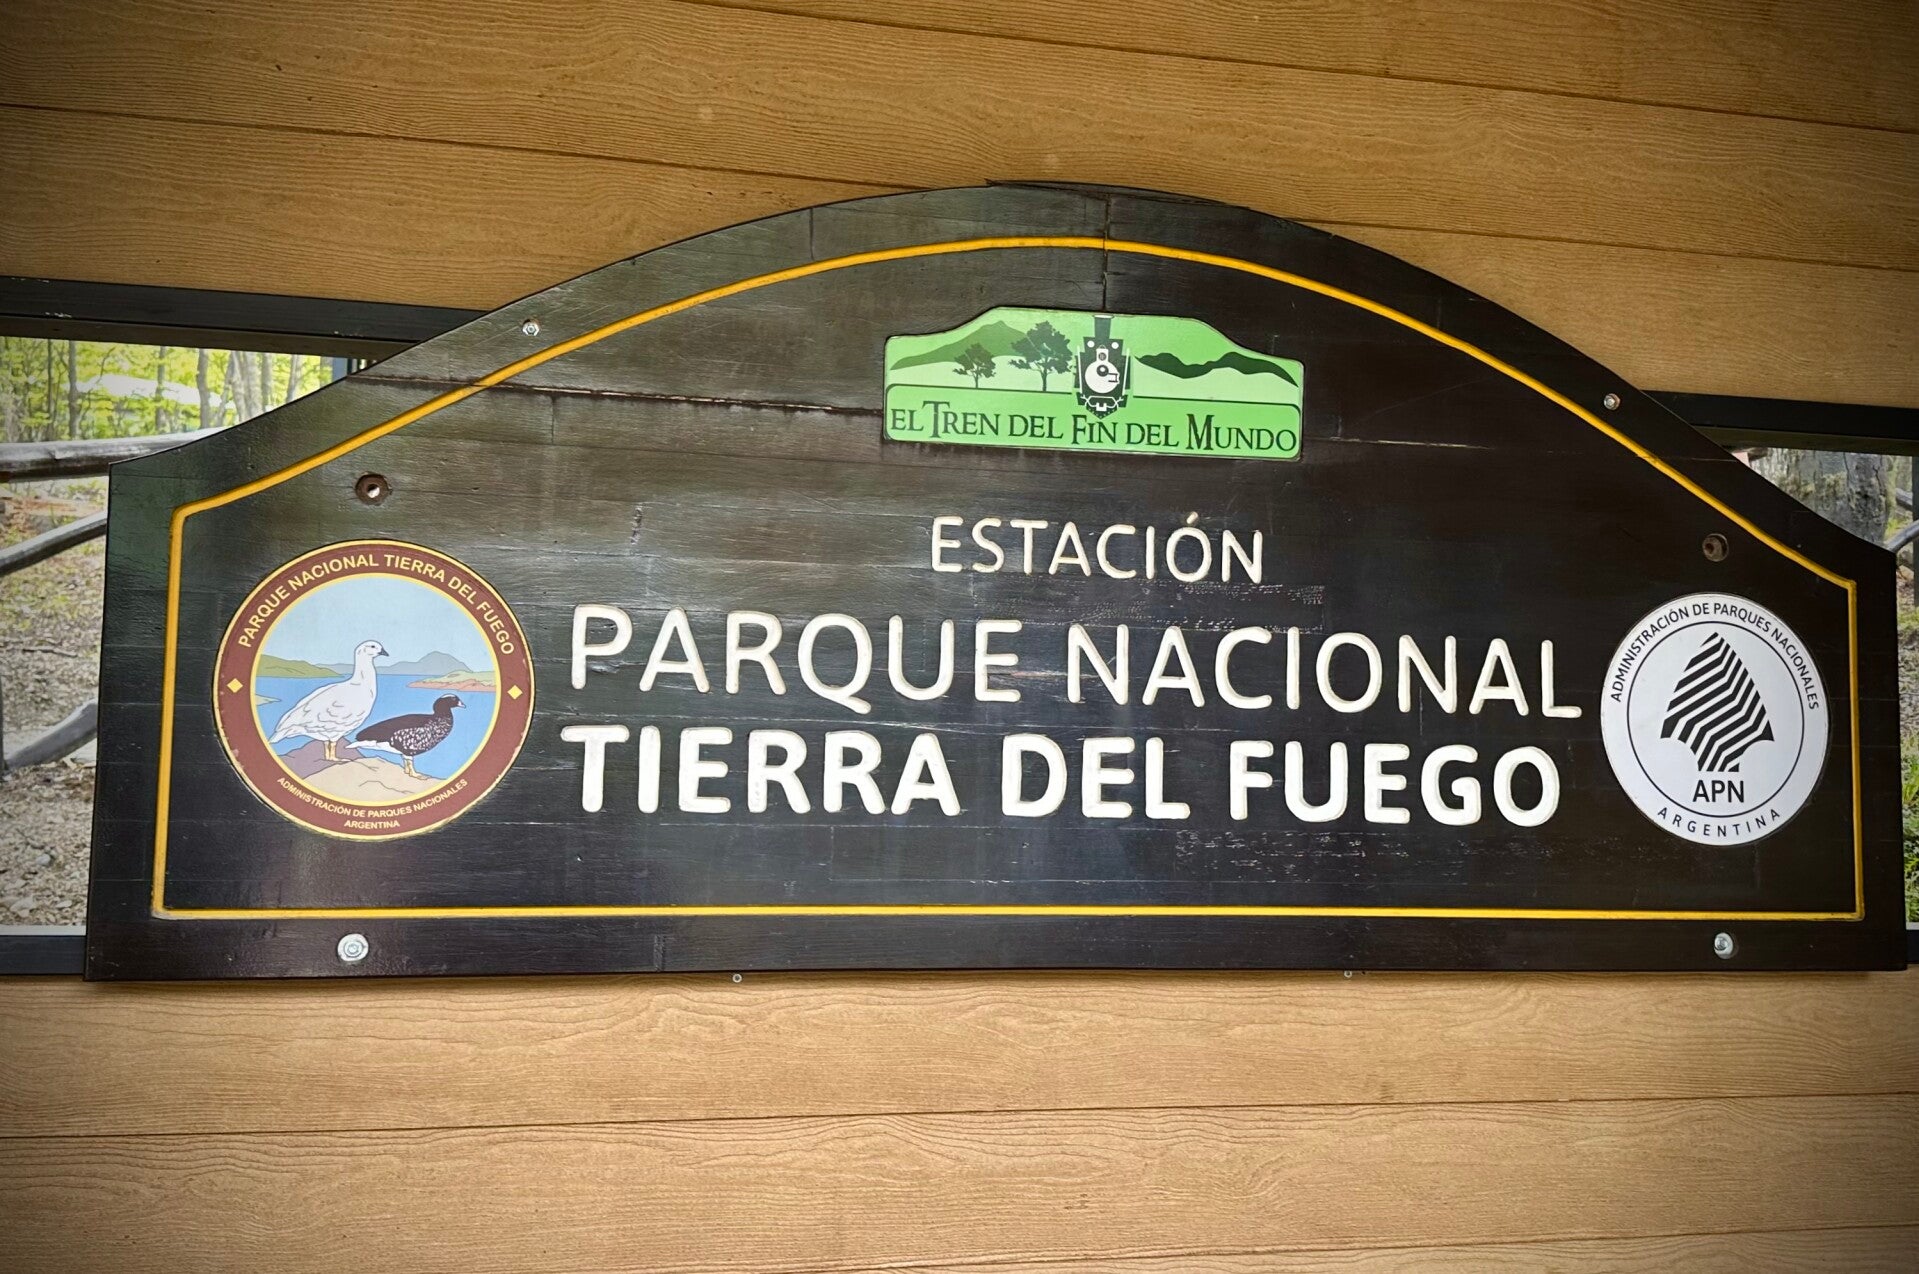 EL TREN DEL FIN DEL MUNDO
ESTACIÓN
PARQUE NACIONAL
TIERRA DEL FUEGO
PARQUE NACIONAL TIERRA DEL FUEGO
ADMINISTRACIÓN DE PARQUES NACIONALES
ARGENTINA
ADMINISTRACIÓN DE PARQUES NACIONALES
APN
ARGENTINA